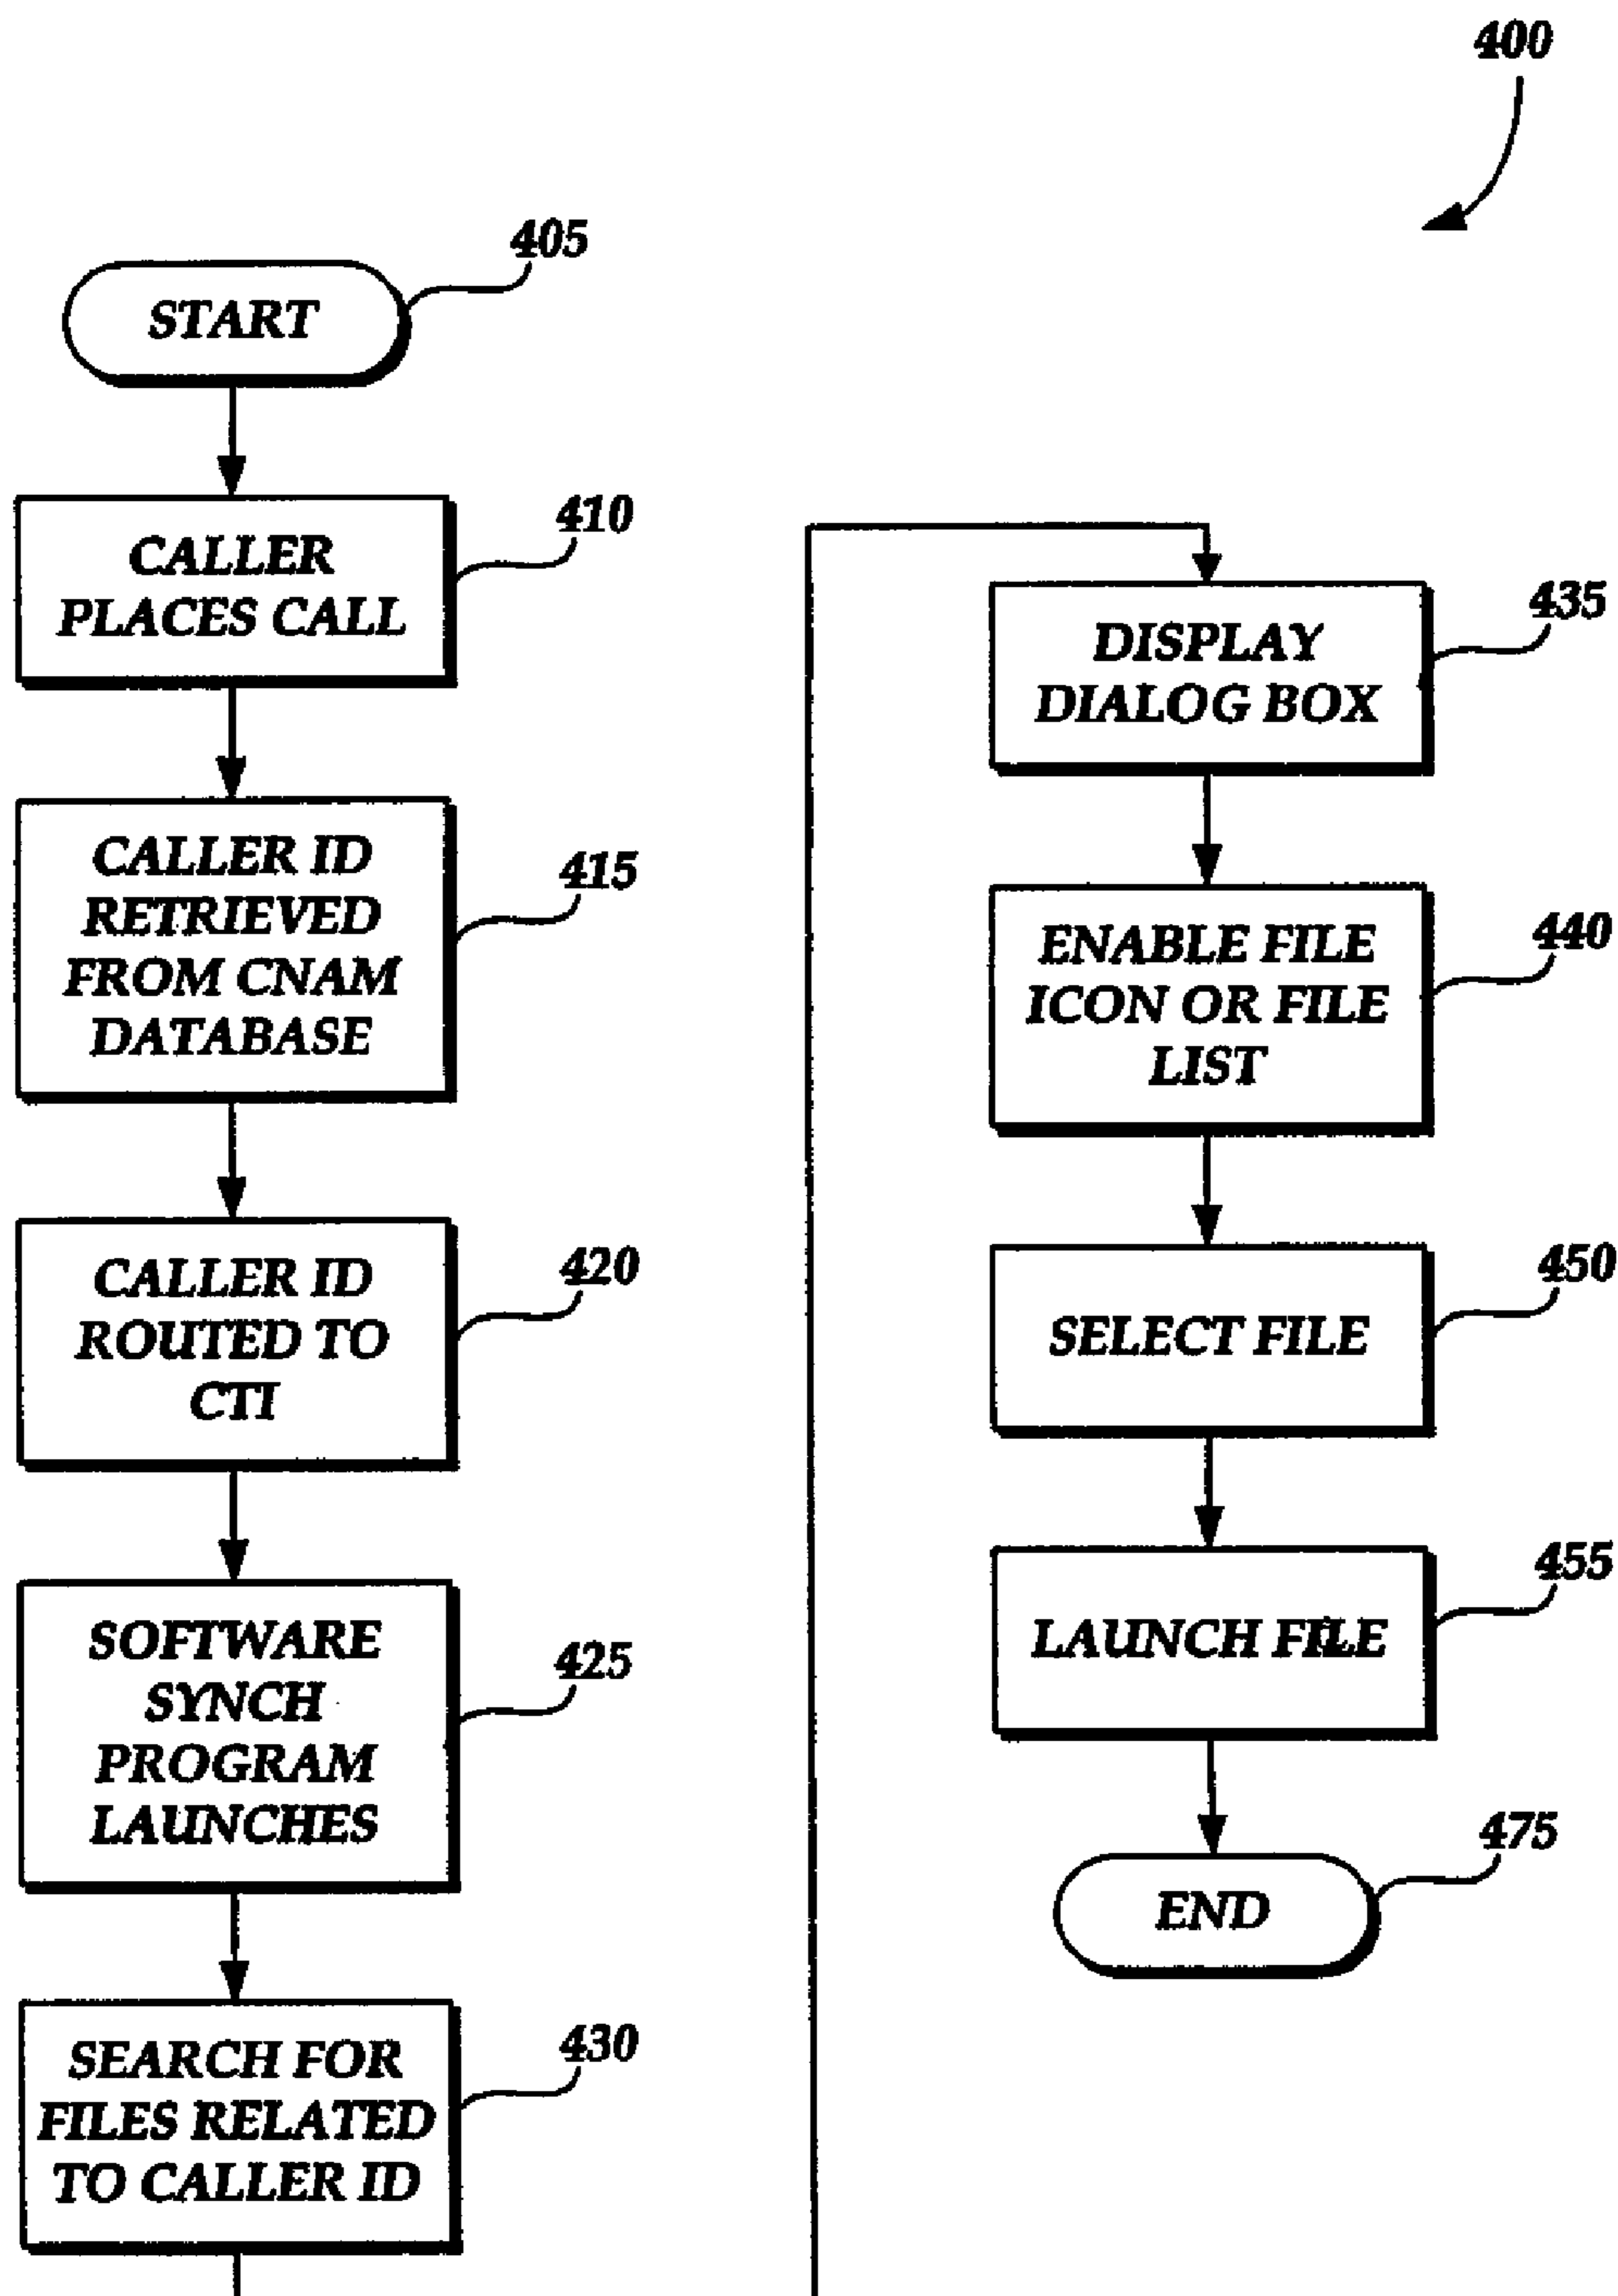 400
405
START
410
CALLER
PLACES CALL
415
CALLER ID
RETRIEVED
FROM CNAM
DATABASE
420
CALLER ID
ROUTED TO
CTI
425
SOFTWARE
SYNCH
PROGRAM
LAUNCHES
430
SEARCH FOR
FILES RELATED
TO CALLER ID
435
DISPLAY
DIALOG BOX
440
ENABLE FILE
ICON OR FILE
LIST
450
SELECT FILE
455
LAUNCH FILE
475
END